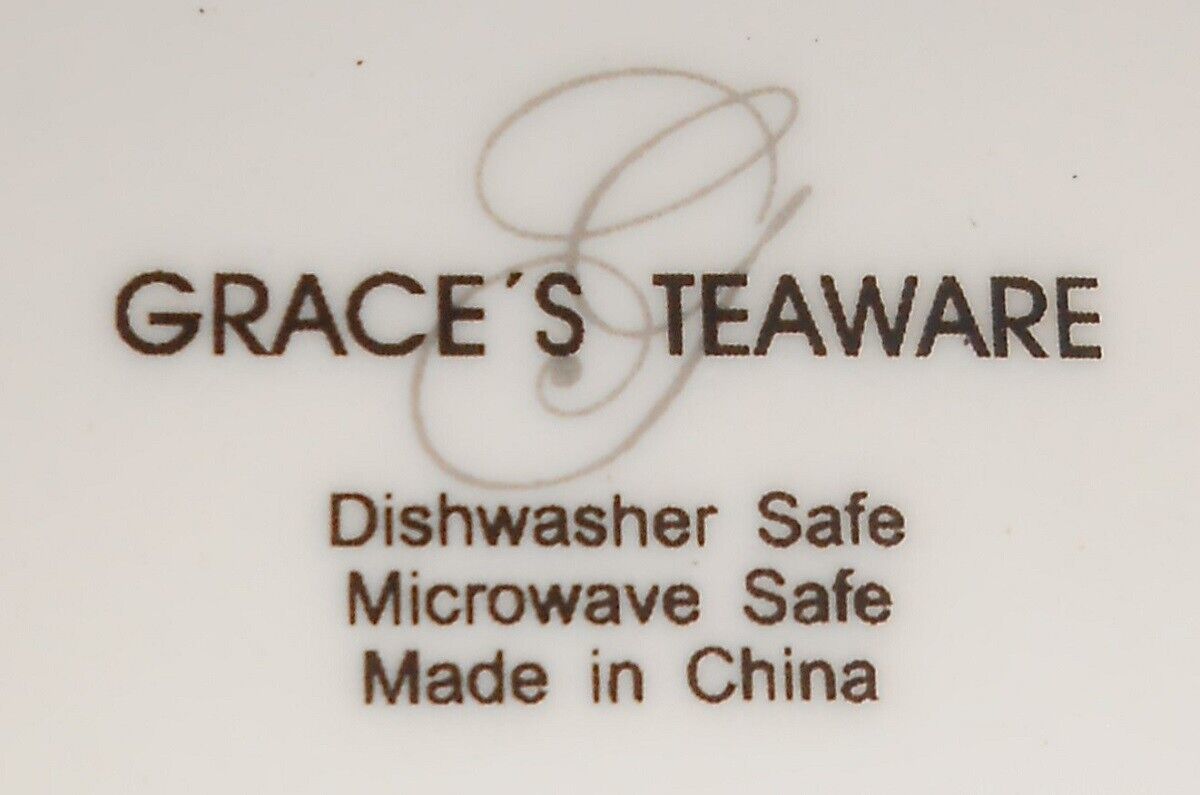 G
GRACE´S TEAWARE
Dishwasher Safe
Microwave Safe
Made in China